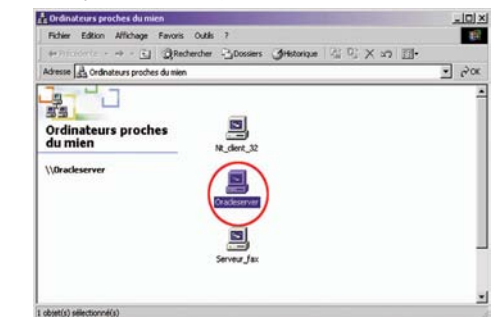 Ordinateurs proches du mien
Fichier Edition Affichage Favoris Outils ?
Rechercher Dossiers Historique
Adresse Ordinateurs proches du mien OK
Ordinateurs proches
du mien
\\Oracleserver
Nt_client_32
Oracleserver
Serveur_fax
1 objet(s) sélectionné(s)